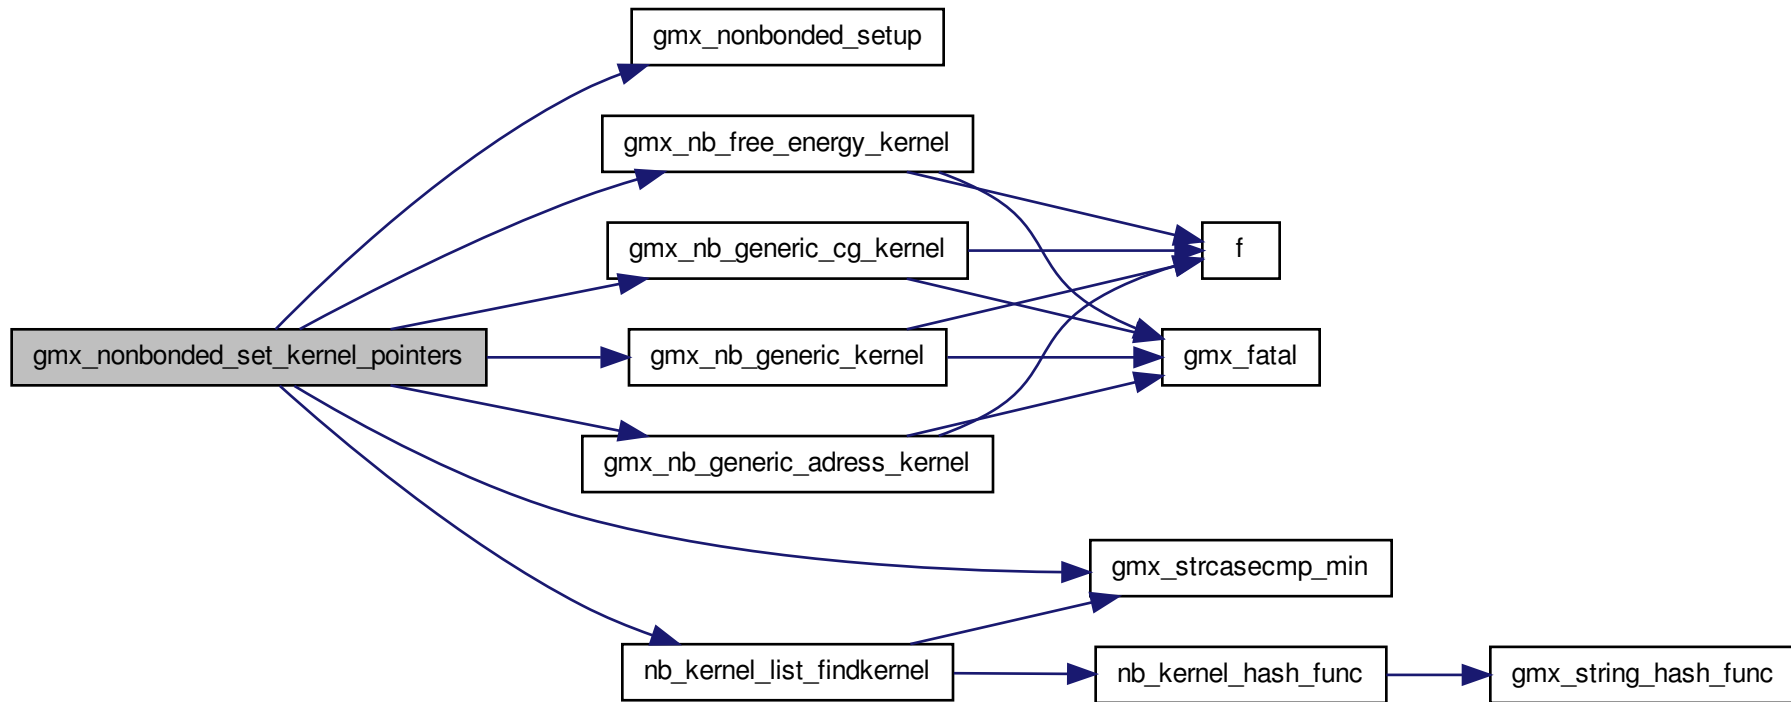 gmx_nonbonded_setup
gmx_nb_free_energy_kernel
gmx_nb_generic_cg_kernel
f
gmx_nonbonded_set_kernel_pointers
gmx_nb_generic_kernel
gmx_fatal
gmx_nb_generic_adress_kernel
gmx_strcasecmp_min
nb_kernel_list_findkernel
nb_kernel_hash_func
gmx_string_hash_func